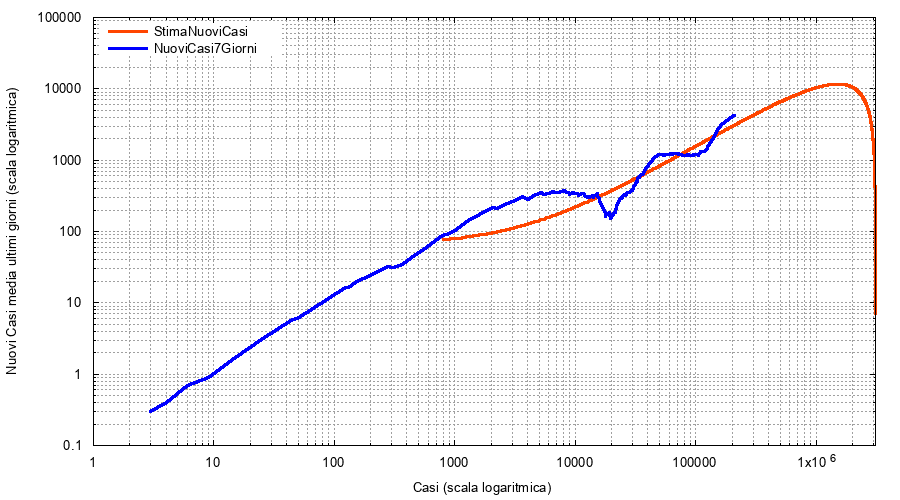 100000
10000
1000
100
10
1
0.1
Nuovi Casi media ultimi giorni (scala logaritmica)
StimaNuoviCasi
NuoviCasi7Giorni
1 10 100 1000 10000 100000 1x10 6
Casi (scala logaritmica)